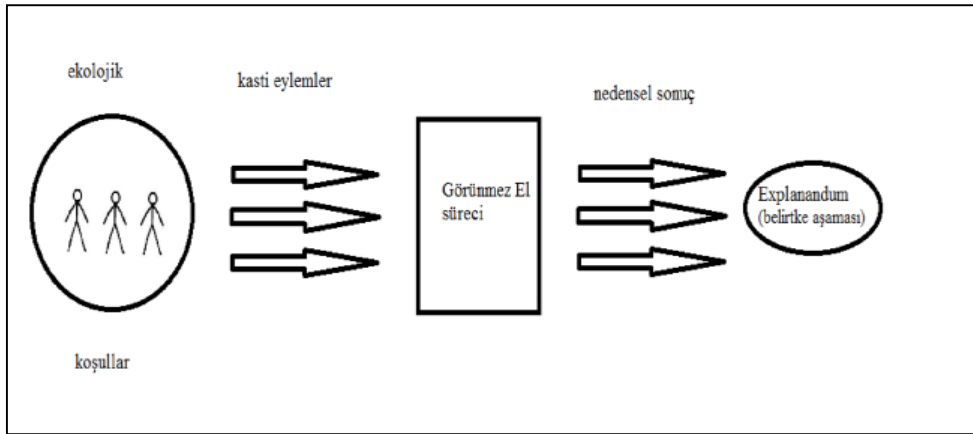 ekolojik
kasti eylemler
nedensel sonuç
Görünmez El
süreci
Explanandum
(belirtke aşaması)
koşullar